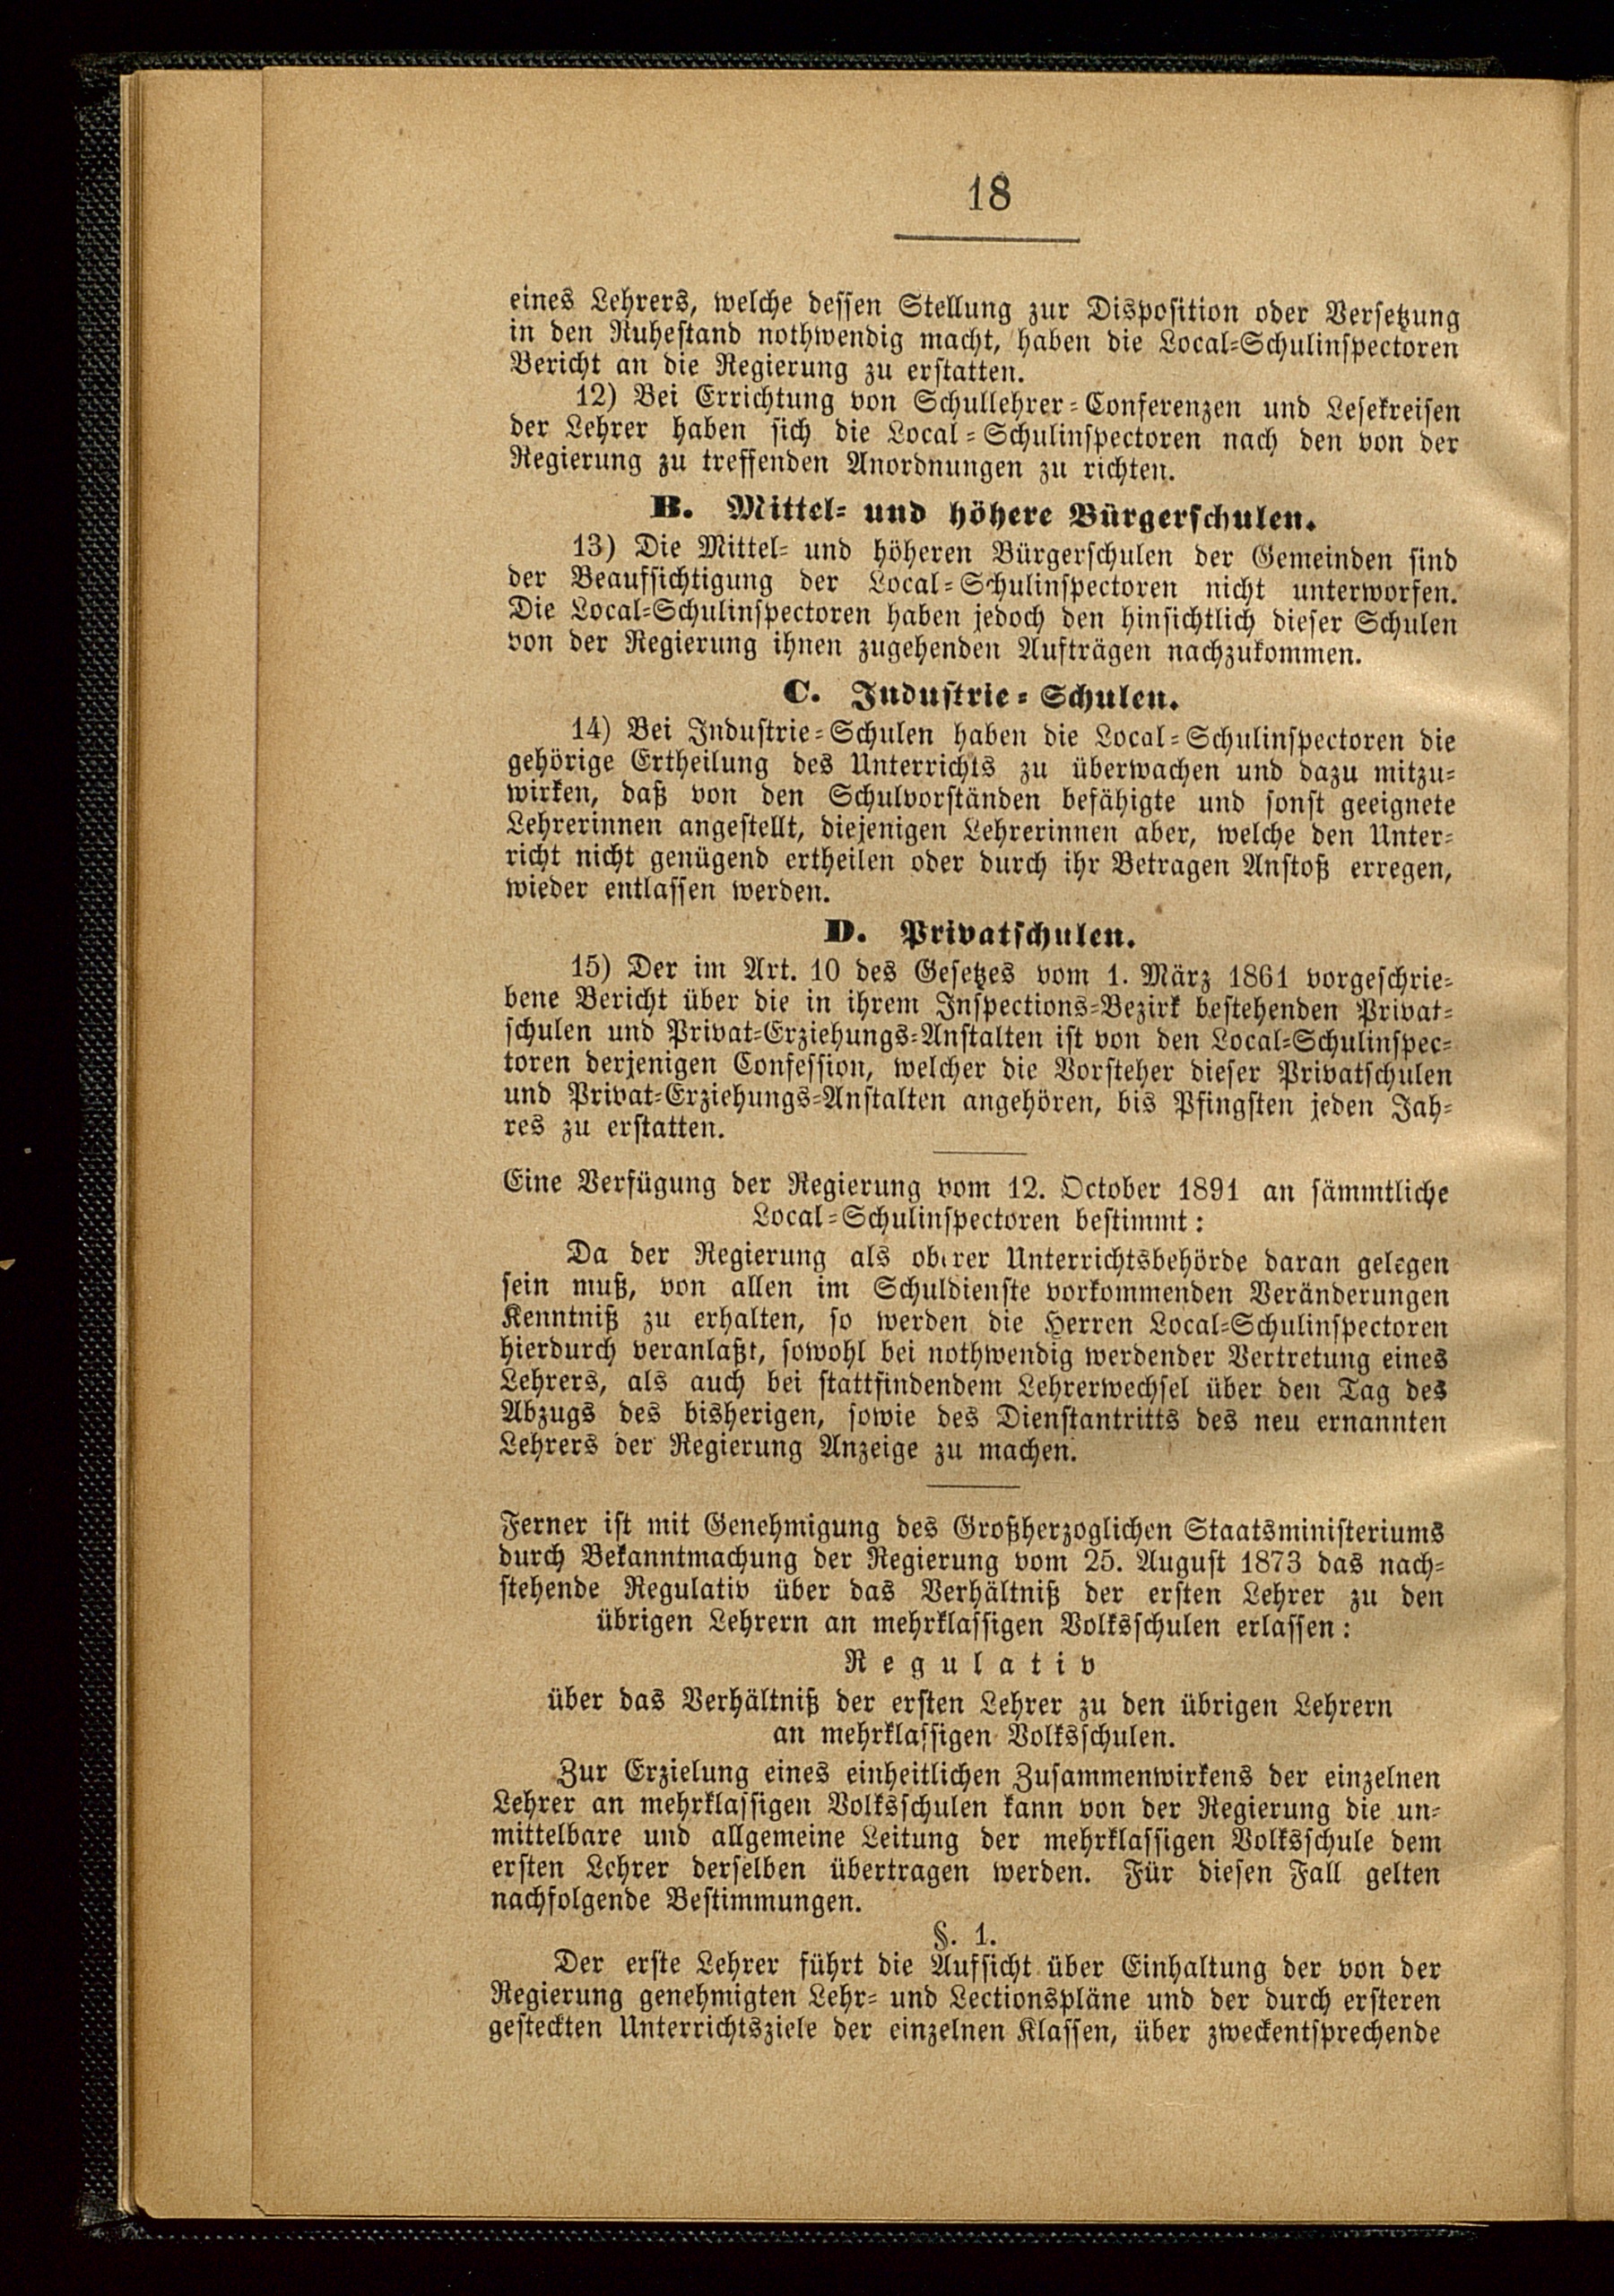 18
eines Lehrers, welche dessen Stellung zur Disposition oder Versetzung
in den Ruhestand nothwendig macht, haben die Local-Schulinspectoren
Bericht an die Regierung zu erstatten.
12) Bei Errichtung von Schullehrer-Conferenzen und Lesekreisen
der Lehrer haben sich die Local-Schulinspectoren nach den von der
Regierung zu treffenden Anordnungen zu richten.
B. Mittel- und höhere Bürgerschulen.
13) Die Mittel- und höheren Bürgerschulen der Gemeinden sind
der Beaufsichtigung der Local-Schulinspectoren nicht unterworfen.
Die Local-Schulinspectoren haben jedoch den hinsichtlich dieser Schulen
von der Regierung ihnen zugehenden Aufträgen nachzukommen.
C. Industrie-Schulen.
14) Bei Industrie-Schulen haben die Local-Schulinspectoren die
gehörige Ertheilung des Unterrichts zu überwachen und dazu mitzu-
wirken, daß von den Schulvorständen befähigte und sonst geeignete
Lehrerinnen angestellt, diejenigen Lehrerinnen aber, welche den Unter-
richt nicht genügend ertheilen oder durch ihr Betragen Anstoß erregen,
wieder entlassen werden.
D. Privatschulen.
15) Der im Art. 10 des Gesetzes vom 1. März 1861 vorgeschrie-
bene Bericht über die in ihrem Inspections-Bezirk bestehenden Privat-
schulen und Privat-Erziehungs-Anstalten ist von den Local-Schulinspec-
toren derjenigen Confession, welcher die Vorsteher dieser Privatschulen
und Privat-Erziehungs-Anstalten angehören, bis Pfingsten jeden Jah-
res zu erstatten.
Eine Verfügung der Regierung vom 12. October 1891 an sämmtliche
Local-Schulinspectoren bestimmt:
Da der Regierung als oberer Unterrichtsbehörde daran gelegen
sein muß, von allen im Schuldienste vorkommenden Veränderungen
Kenntniß zu erhalten, so werden die Herren Local-Schulinspectoren
hierdurch veranlaßt, sowohl bei nothwendig werdender Vertretung eines
Lehrers, als auch bei stattfindendem Lehrerwechsel über den Tag des
Abzugs des bisherigen, sowie des Dienstantritts des neu ernannten
Lehrers der Regierung Anzeige zu machen.
Ferner ist mit Genehmigung des Großherzoglichen Staatsministeriums
durch Bekanntmachung der Regierung vom 25. August 1873 das nach-
stehende Regulativ über das Verhältniß der ersten Lehrer zu den
übrigen Lehrern an mehrklassigen Volksschulen erlassen:
Regulativ
über das Verhältniß der ersten Lehrer zu den übrigen Lehrern
an mehrklassigen Volksschulen.
Zur Erzielung eines einheitlichen Zusammenwirkens der einzelnen
Lehrer an mehrklassigen Volksschulen kann von der Regierung die un-
mittelbare und allgemeine Leitung der mehrklassigen Volksschule dem
ersten Lehrer derselben übertragen werden. Für diesen Fall gelten
nachfolgende Bestimmungen.
§. 1.
Der erste Lehrer führt die Aufsicht über Einhaltung der von der
Regierung genehmigten Lehr- und Lectionspläne und der durch ersteren
gesteckten Unterrichtsziele der einzelnen Klassen, über zweckentsprechende